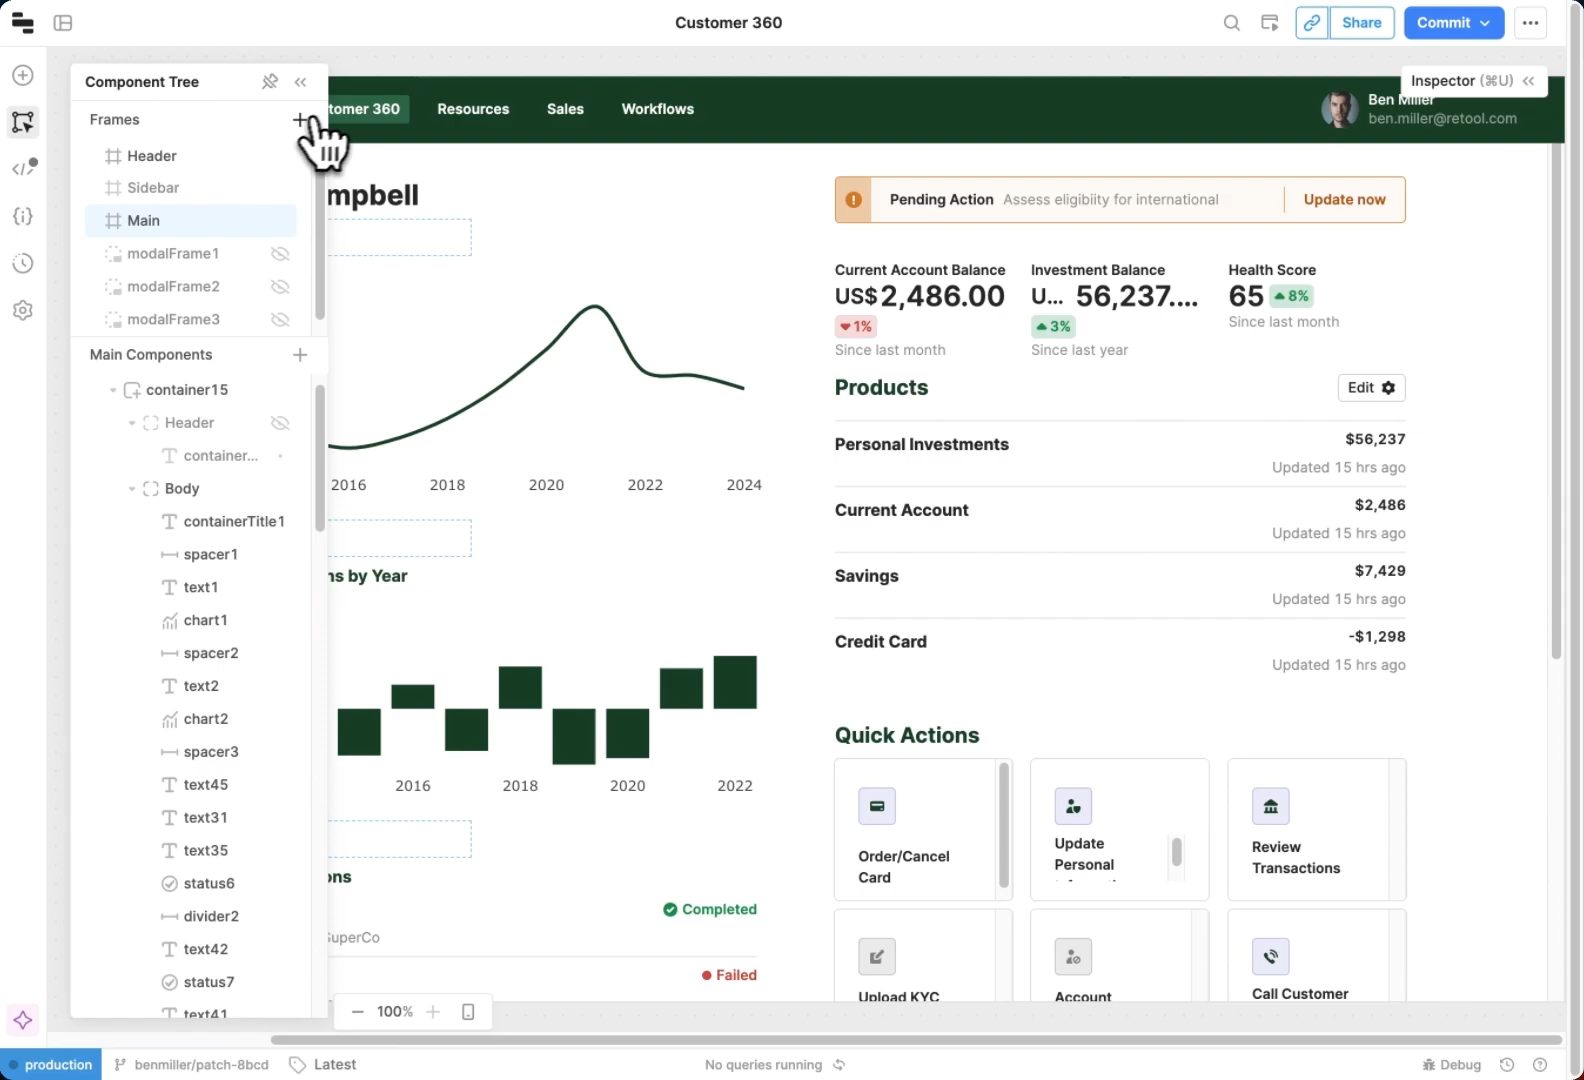 Customer 360
Share
Commit
Component Tree
Frames
Header
Sidebar
Main
modalFrame1
modalFrame2
modalFrame3
Main Components
container15
Header
container...
Body
containerTitle1
spacer1
text1
chart1
spacer2
text2
chart2
spacer3
text45
text31
text35
status6
divider2
text42
status7
text41
tomer 360
Resources
Sales
Workflows
Inspector (⌘U)
Ben Miller
ben.miller@retool.com
mpbell
Pending Action Assess eligibiity for international
Update now
Current Account Balance
US$2,486.00
1%
Since last month
Investment Balance
U... 56,237....
3%
Since last year
Health Score
65 8%
Since last month
2016 2018 2020 2022 2024
Products
Edit
Personal Investments
$56,237
Updated 15 hrs ago
Current Account
$2,486
Updated 15 hrs ago
Savings
$7,429
Updated 15 hrs ago
Credit Card
-$1,298
Updated 15 hrs ago
ns by Year
2016 2018 2020 2022
ons
Completed
SuperCo
Failed
Quick Actions
Order/Cancel
Card
Update
Personal
Review
Transactions
Upload KYC
Account
Call Customer
100%
production
benmiller/patch-8bcd
Latest
No queries running
Debug